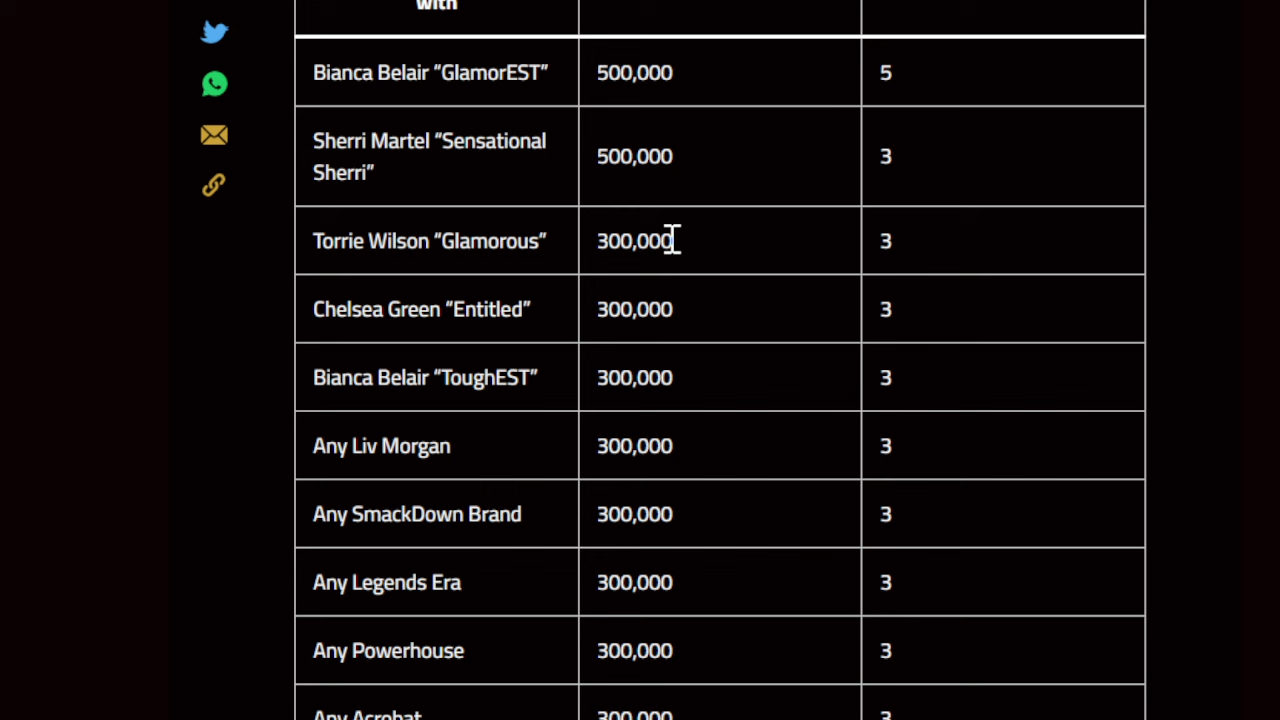 with
Bianca Belair “GlamorEST” 500,000 5
Sherri Martel “Sensational
Sherri” 500,000 3
Torrie Wilson “Glamorous” 300,000 3
Chelsea Green “Entitled” 300,000 3
Bianca Belair “ToughEST” 300,000 3
Any Liv Morgan 300,000 3
Any SmackDown Brand 300,000 3
Any Legends Era 300,000 3
Any Powerhouse 300,000 3
Any Acrobat 300,000 3